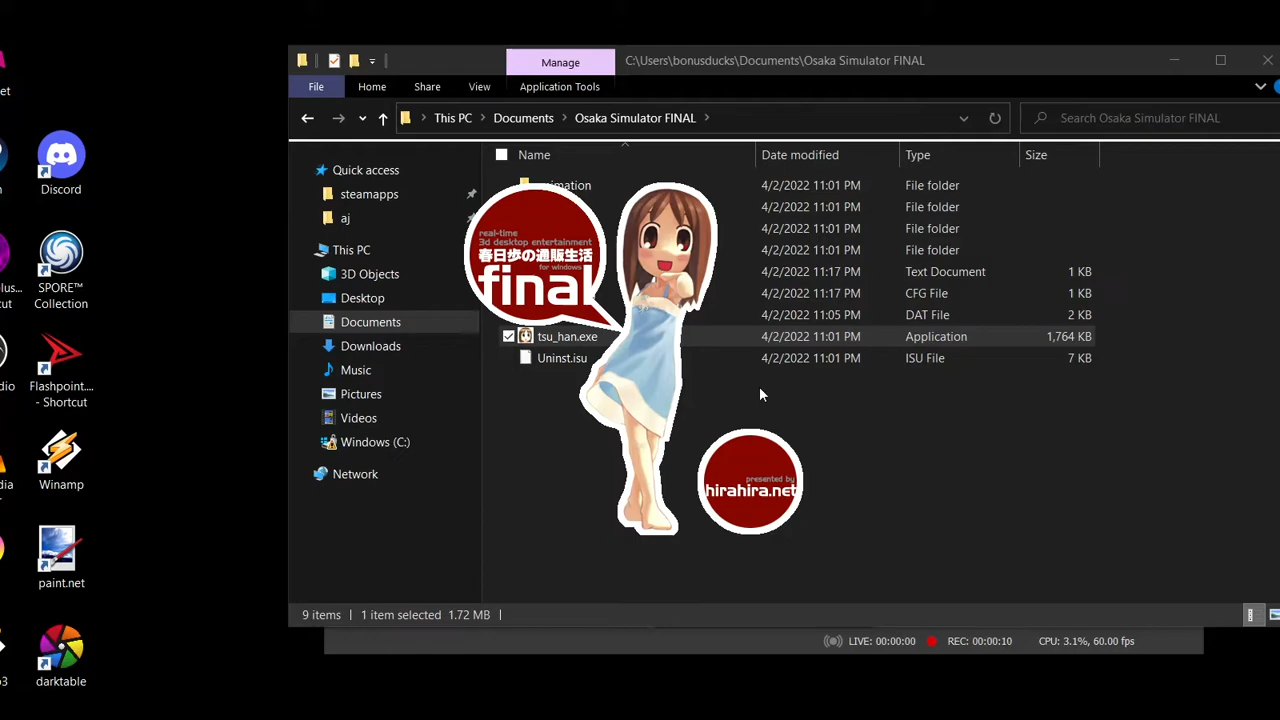 Manage
C:\Users\bonusducks\Documents\Osaka Simulator FINAL
File
Home
Share
View
Application Tools
This PC
Documents
Osaka Simulator FINAL
Search Osaka Simulator FINAL
Name
Date modified
Type
Size
4/2/2022 11:01 PM
File folder
4/2/2022 11:01 PM
File folder
4/2/2022 11:01 PM
File folder
4/2/2022 11:01 PM
File folder
4/2/2022 11:17 PM
Text Document
1 KB
4/2/2022 11:17 PM
CFG File
1 KB
4/2/2022 11:05 PM
DAT File
2 KB
tsu_han.exe
4/2/2022 11:01 PM
Application
1,764 KB
Uninst.isu
4/2/2022 11:01 PM
ISU File
7 KB
Quick access
steamapps
aj
This PC
3D Objects
Desktop
Documents
Downloads
Music
Pictures
Videos
Windows (C:)
Network
real-time
3d desktop entertainment
春日歩の通販生活
for windows
final
presented by
hirahira.net
9 items
1 item selected 1.72 MB
LIVE: 00:00:00
REC: 00:00:10
CPU: 3.1%, 60.00 fps
Discord
SPORE™
Collection
Flashpoint....
- Shortcut
Winamp
paint.net
darktable